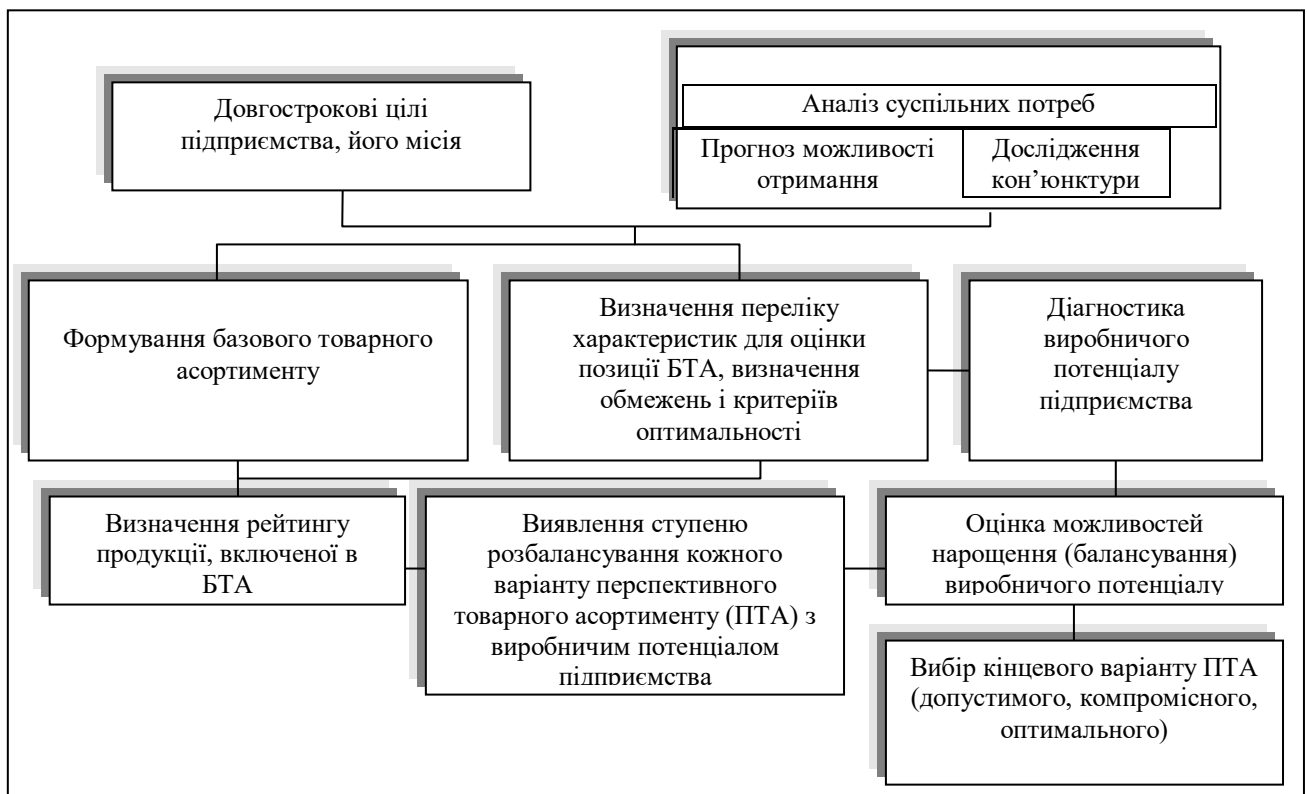 Довгострокові цілі
підприємства, його місія
Аналіз суспільних потреб
Прогноз можливості
отримання
Дослідження
кон’юнктури
Формування базового товарного
асортименту
Визначення переліку
характеристик для оцінки
позиції БТА, визначення
обмежень і критеріїв
оптимальності
Діагностика
виробничого
потенціалу
підприємства
Визначення рейтингу
продукції, включеної в
БТА
Виявлення ступеню
розбалансування кожного
варіанту перспективного
товарного асортименту (ПТА) з
виробничим потенціалом
підприємства
Оцінка можливостей
нарощення (балансування)
виробничого потенціалу
Вибір кінцевого варіанту ПТА
(допустимого, компромісного,
оптимального)